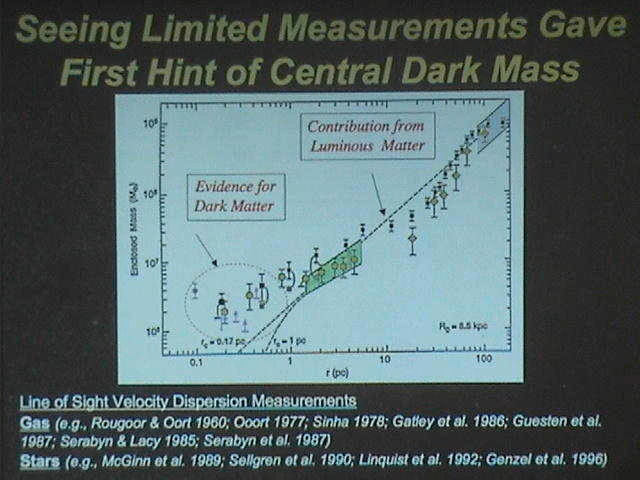 Seeing Limited Measurements Gave
First Hint of Central Dark Mass
Contribution from
Luminous Matter
Evidence for
Dark Matter
Enclosed Mass (M⊙)
10⁷
10⁶
r꜀ = 0.17 pc
r꜀ = 1 pc
R₀ = 8.5 kpc
0.1
1
10
100
r (pc)
Line of Sight Velocity Dispersion Measurements
Gas (e.g., Rougoor & Oort 1960; Ooort 1977; Sinha 1978; Gatley et al. 1986; Guesten et al.
1987; Serabyn & Lacy 1985; Serabyn et al. 1987)
Stars (e.g., McGinn et al. 1989; Sellgren et al. 1990; Linquist et al. 1992; Genzel et al. 1996)